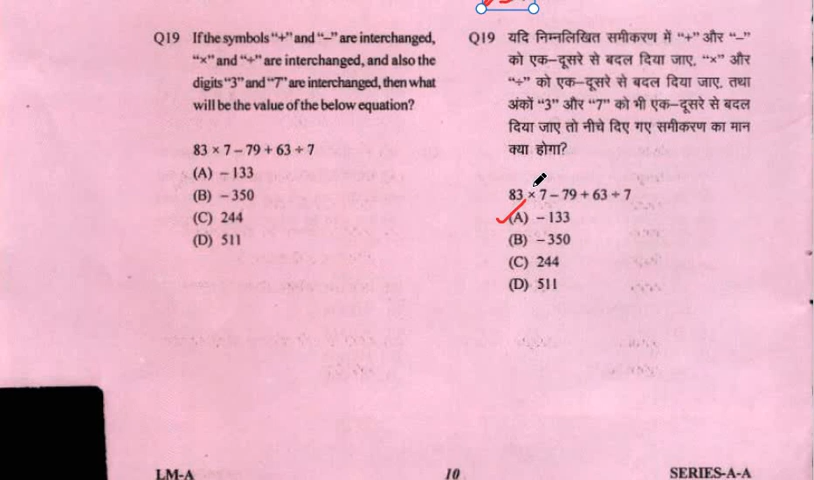 Q19 If the symbols "+" and "–" are interchanged,
"×" and "÷" are interchanged, and also the
digits "3" and "7" are interchanged, then what
will be the value of the below equation?
83 × 7 – 79 + 63 ÷ 7
(A) – 133
(B) – 350
(C) 244
(D) 511
Q19 यदि निम्नलिखित समीकरण में "+" और "–"
को एक–दूसरे से बदल दिया जाए, "×" और
"÷" को एक–दूसरे से बदल दिया जाए, तथा
अंकों "3" और "7" को भी एक–दूसरे से बदल
दिया जाए तो नीचे दिए गए समीकरण का मान
क्या होगा?
83 × 7 – 79 + 63 ÷ 7
(A) – 133
(B) – 350
(C) 244
(D) 511
LM-A 10 SERIES-A-A